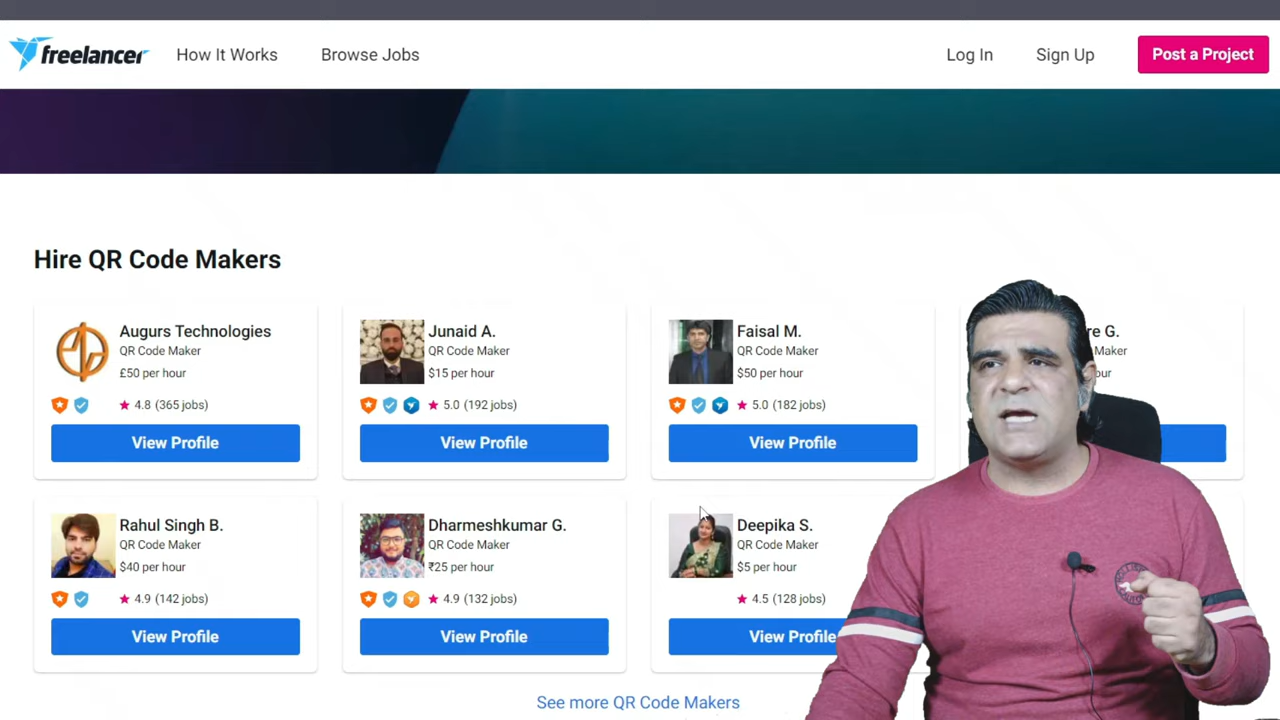 freelancer How It Works Browse Jobs Log In Sign Up Post a Project
Hire QR Code Makers
Augurs Technologies
QR Code Maker
£50 per hour
4.8 (365 jobs)
View Profile
Junaid A.
QR Code Maker
$15 per hour
5.0 (192 jobs)
View Profile
Faisal M.
QR Code Maker
$50 per hour
5.0 (182 jobs)
View Profile
G.
Maker
Rahul Singh B.
QR Code Maker
$40 per hour
4.9 (142 jobs)
View Profile
Dharmeshkumar G.
QR Code Maker
₹25 per hour
4.9 (132 jobs)
View Profile
Deepika S.
QR Code Maker
$5 per hour
4.5 (128 jobs)
View Profile
See more QR Code Makers